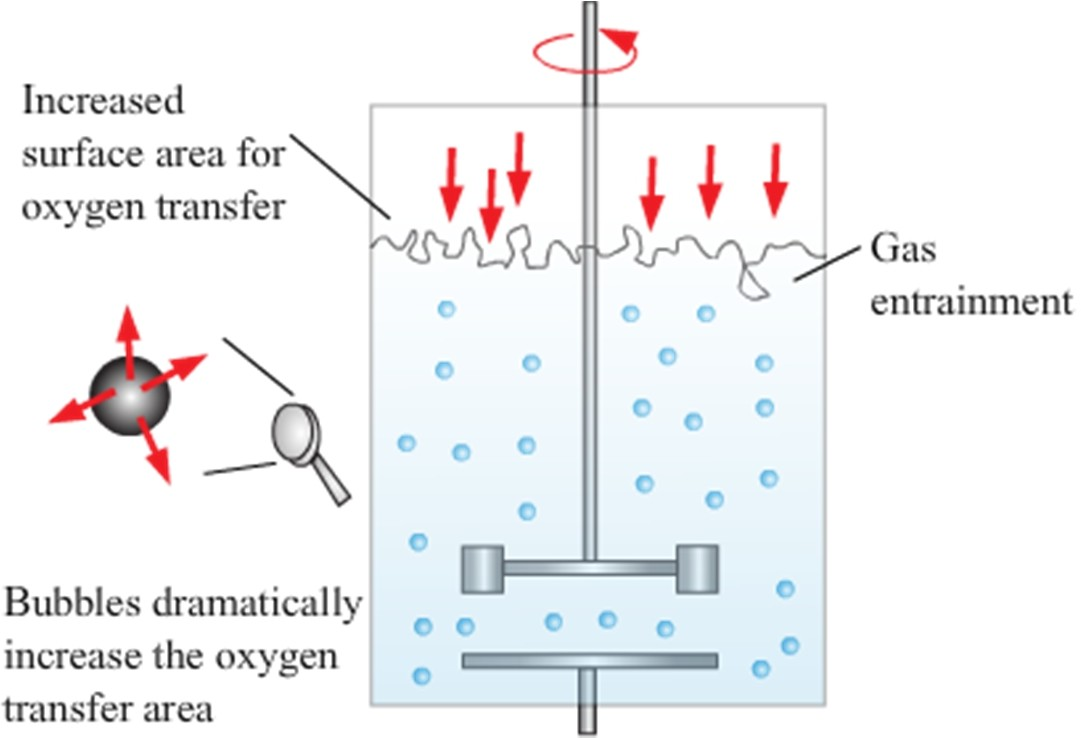 Increased
surface area for
oxygen transfer
Gas
entrainment
Bubbles dramatically
increase the oxygen
transfer area